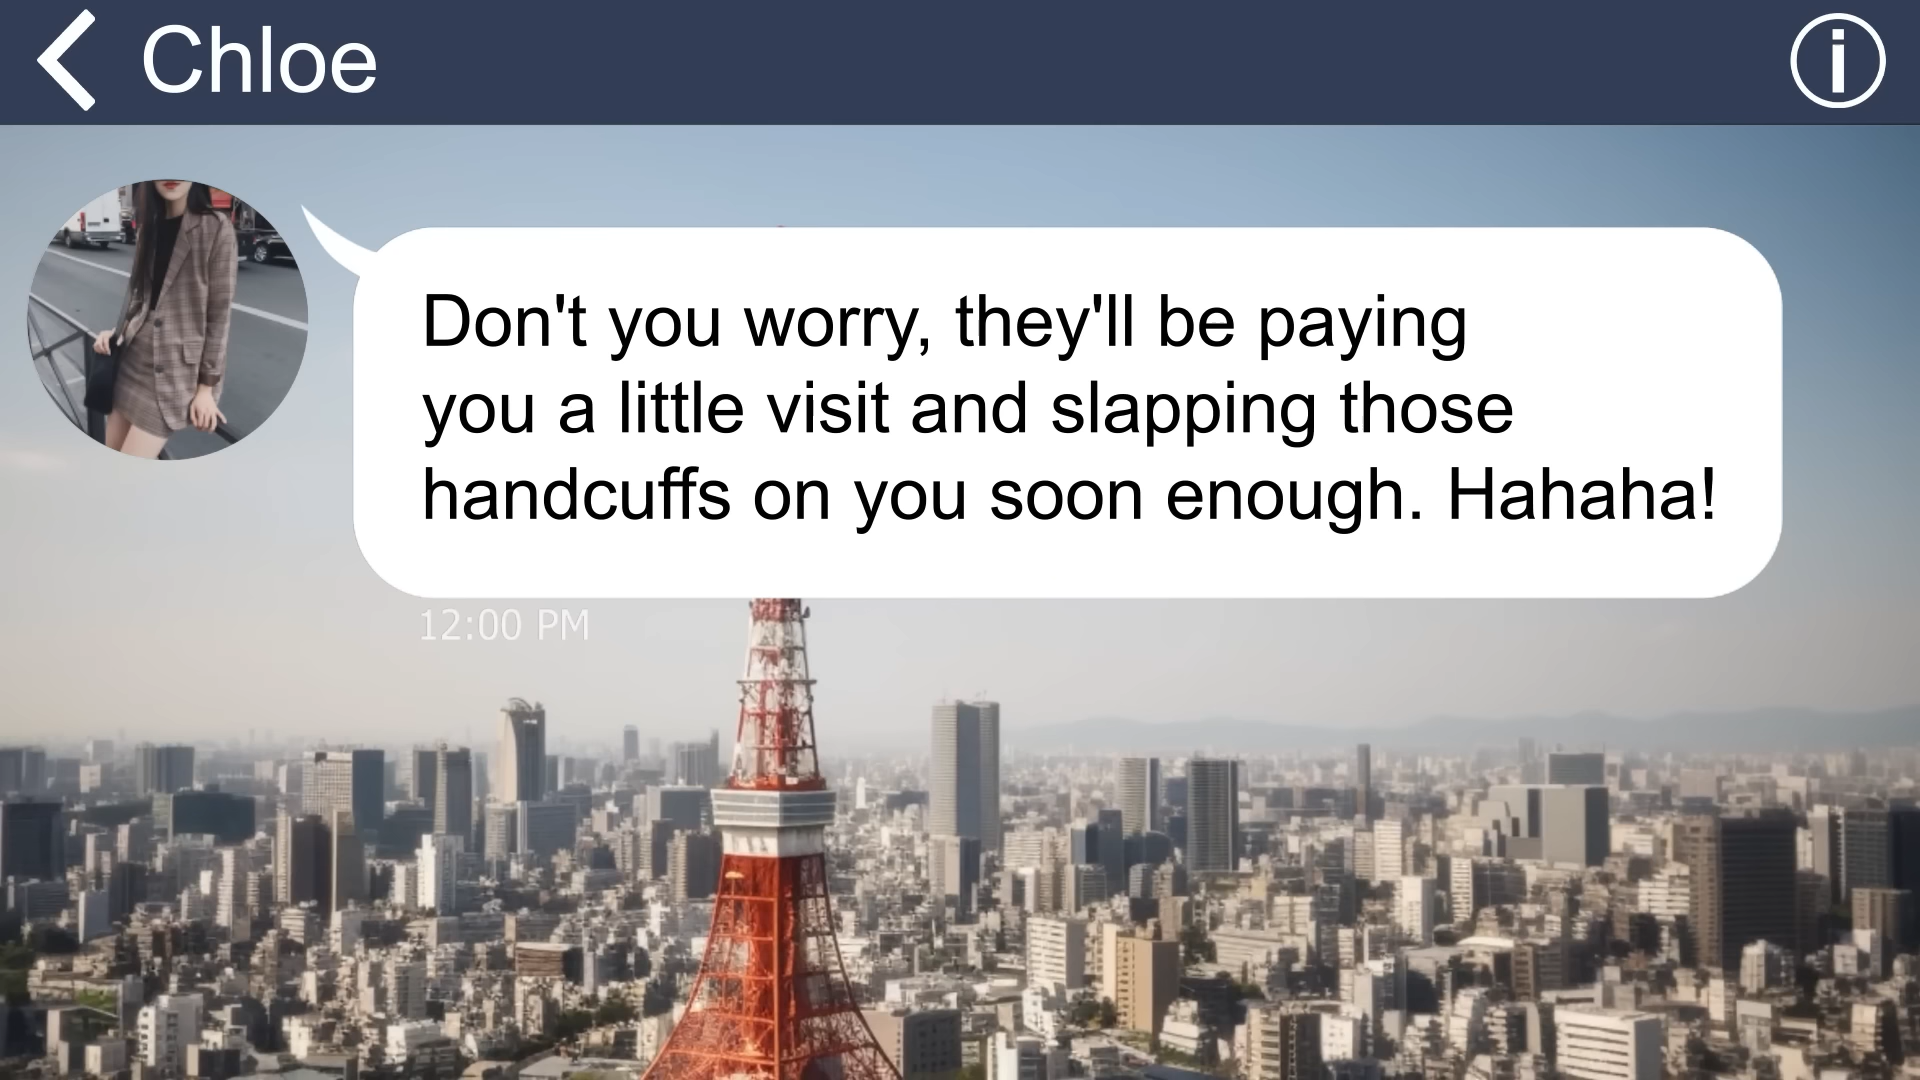 Chloe
Don't you worry, they'll be paying
you a little visit and slapping those
handcuffs on you soon enough. Hahaha!
12:00 PM